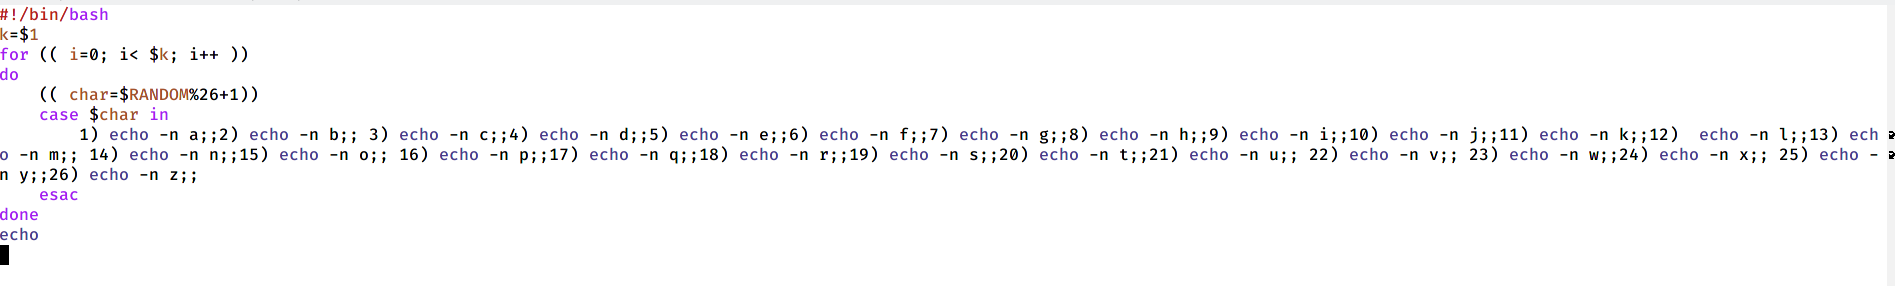 #!/bin/bash
k=$1
for (( i=0; i< $k; i++ ))
do
    (( char=$RANDOM%26+1))
    case $char in
        1) echo -n a;;2) echo -n b;; 3) echo -n c;;4) echo -n d;;5) echo -n e;;6) echo -n f;;7) echo -n g;;8) echo -n h;;9) echo -n i;;10) echo -n j;;11) echo -n k;;12)  echo -n l;;13) ech
o -n m;; 14) echo -n n;;15) echo -n o;; 16) echo -n p;;17) echo -n q;;18) echo -n r;;19) echo -n s;;20) echo -n t;;21) echo -n u;; 22) echo -n v;; 23) echo -n w;;24) echo -n x;; 25) echo -
n y;;26) echo -n z;;
    esac
done
echo